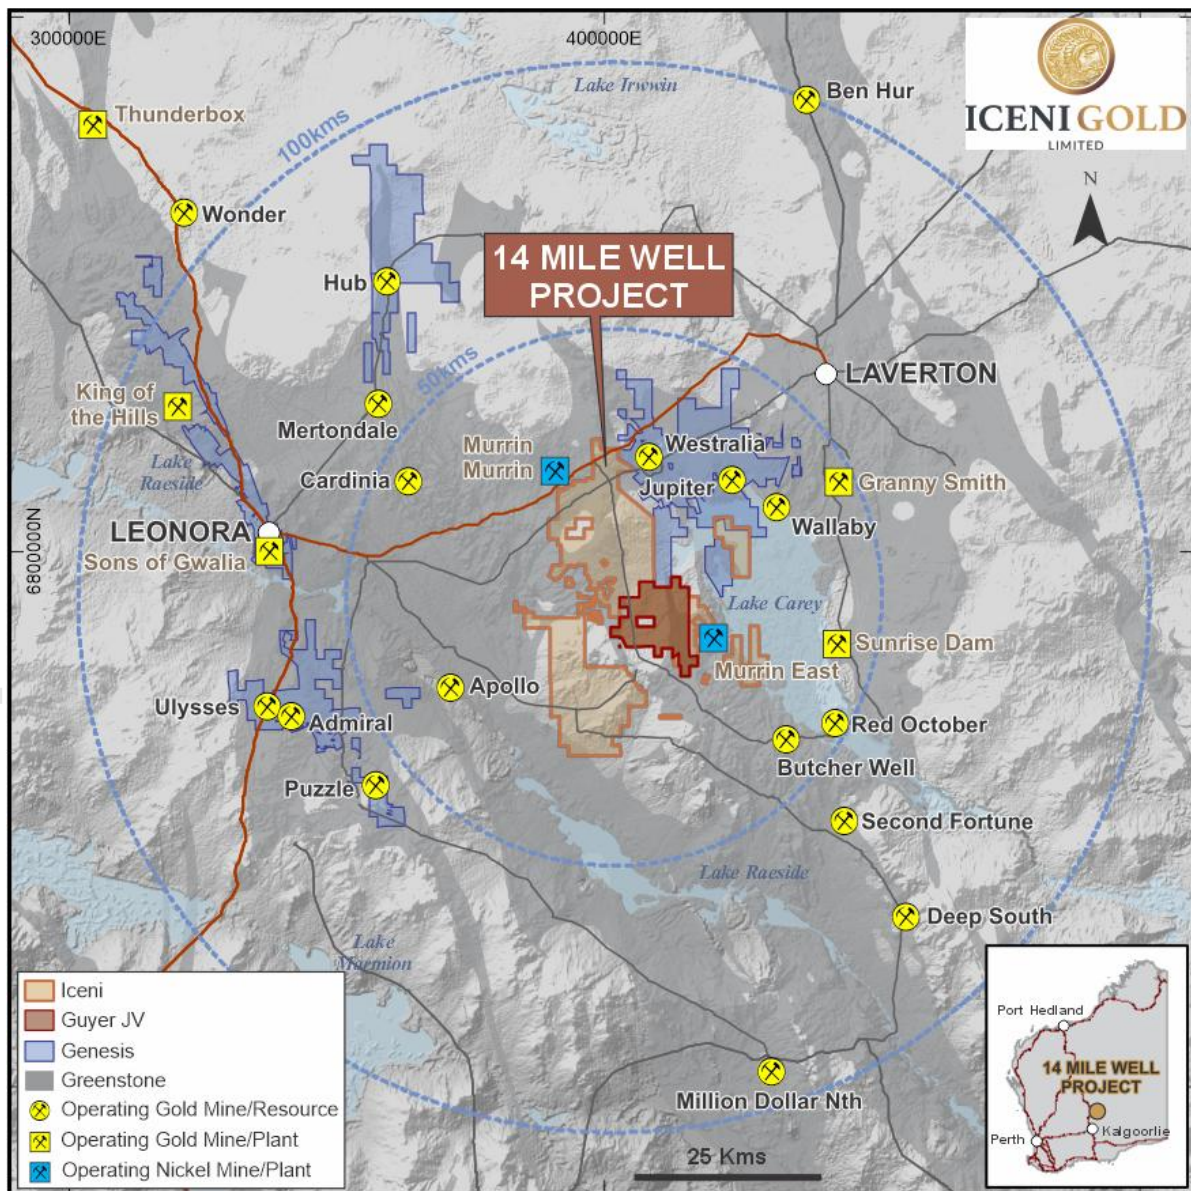 300000E
400000E
ICENI GOLD
LIMITED
Lake Irwwin
Ben Hur
Thunderbox
100kms
N
Wonder
14 MILE WELL
PROJECT
Hub
50kms
LAVERTON
King of
the Hills
Mertondale
Murrin
Murrin
Westralia
Lake
Raeside
Cardinia
Jupiter
Granny Smith
Wallaby
LEONORA
Sons of Gwalia
6800000N
Lake Carey
Sunrise Dam
Murrin East
Ulysses
Admiral
Apollo
Red October
Butcher Well
Puzzle
Second Fortune
Lake Raeside
Deep South
Lake
Marmion
Million Dollar Nth
25 Kms
Iceni
Guyer JV
Genesis
Greenstone
Operating Gold Mine/Resource
Operating Gold Mine/Plant
Operating Nickel Mine/Plant
Port Hedland
14 MILE WELL
PROJECT
Kalgoorlie
Perth